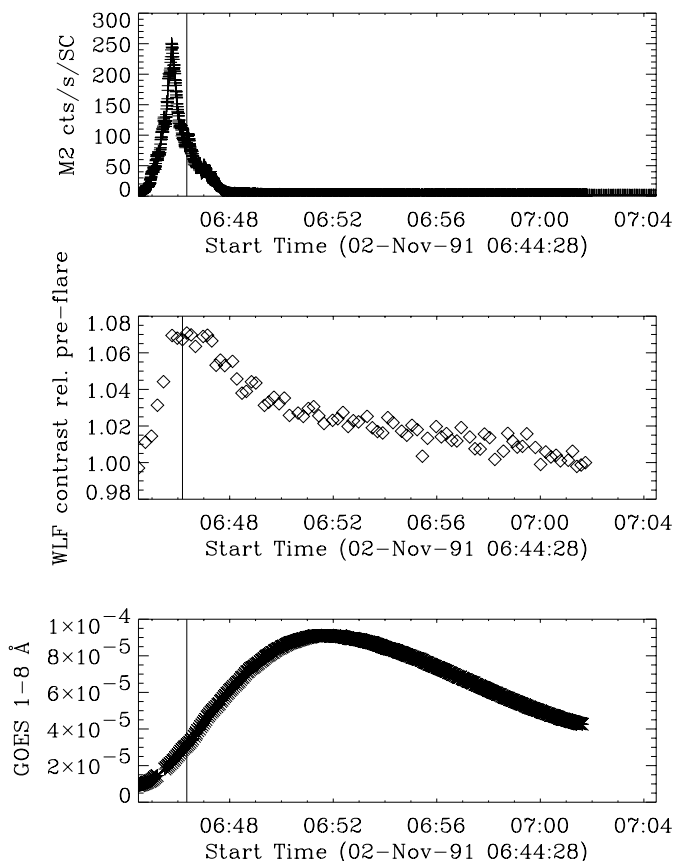 300
250
200
150
100
50
0
M2 cts/s/SC
06:48 06:52 06:56 07:00 07:04
Start Time (02-Nov-91 06:44:28)
1.08
1.06
1.04
1.02
1.00
0.98
WLF contrast rel. pre-flare
06:48 06:52 06:56 07:00 07:04
Start Time (02-Nov-91 06:44:28)
1×10⁻⁴
8×10⁻⁵
6×10⁻⁵
4×10⁻⁵
2×10⁻⁵
0
GOES 1-8 Å
06:48 06:52 06:56 07:00 07:04
Start Time (02-Nov-91 06:44:28)